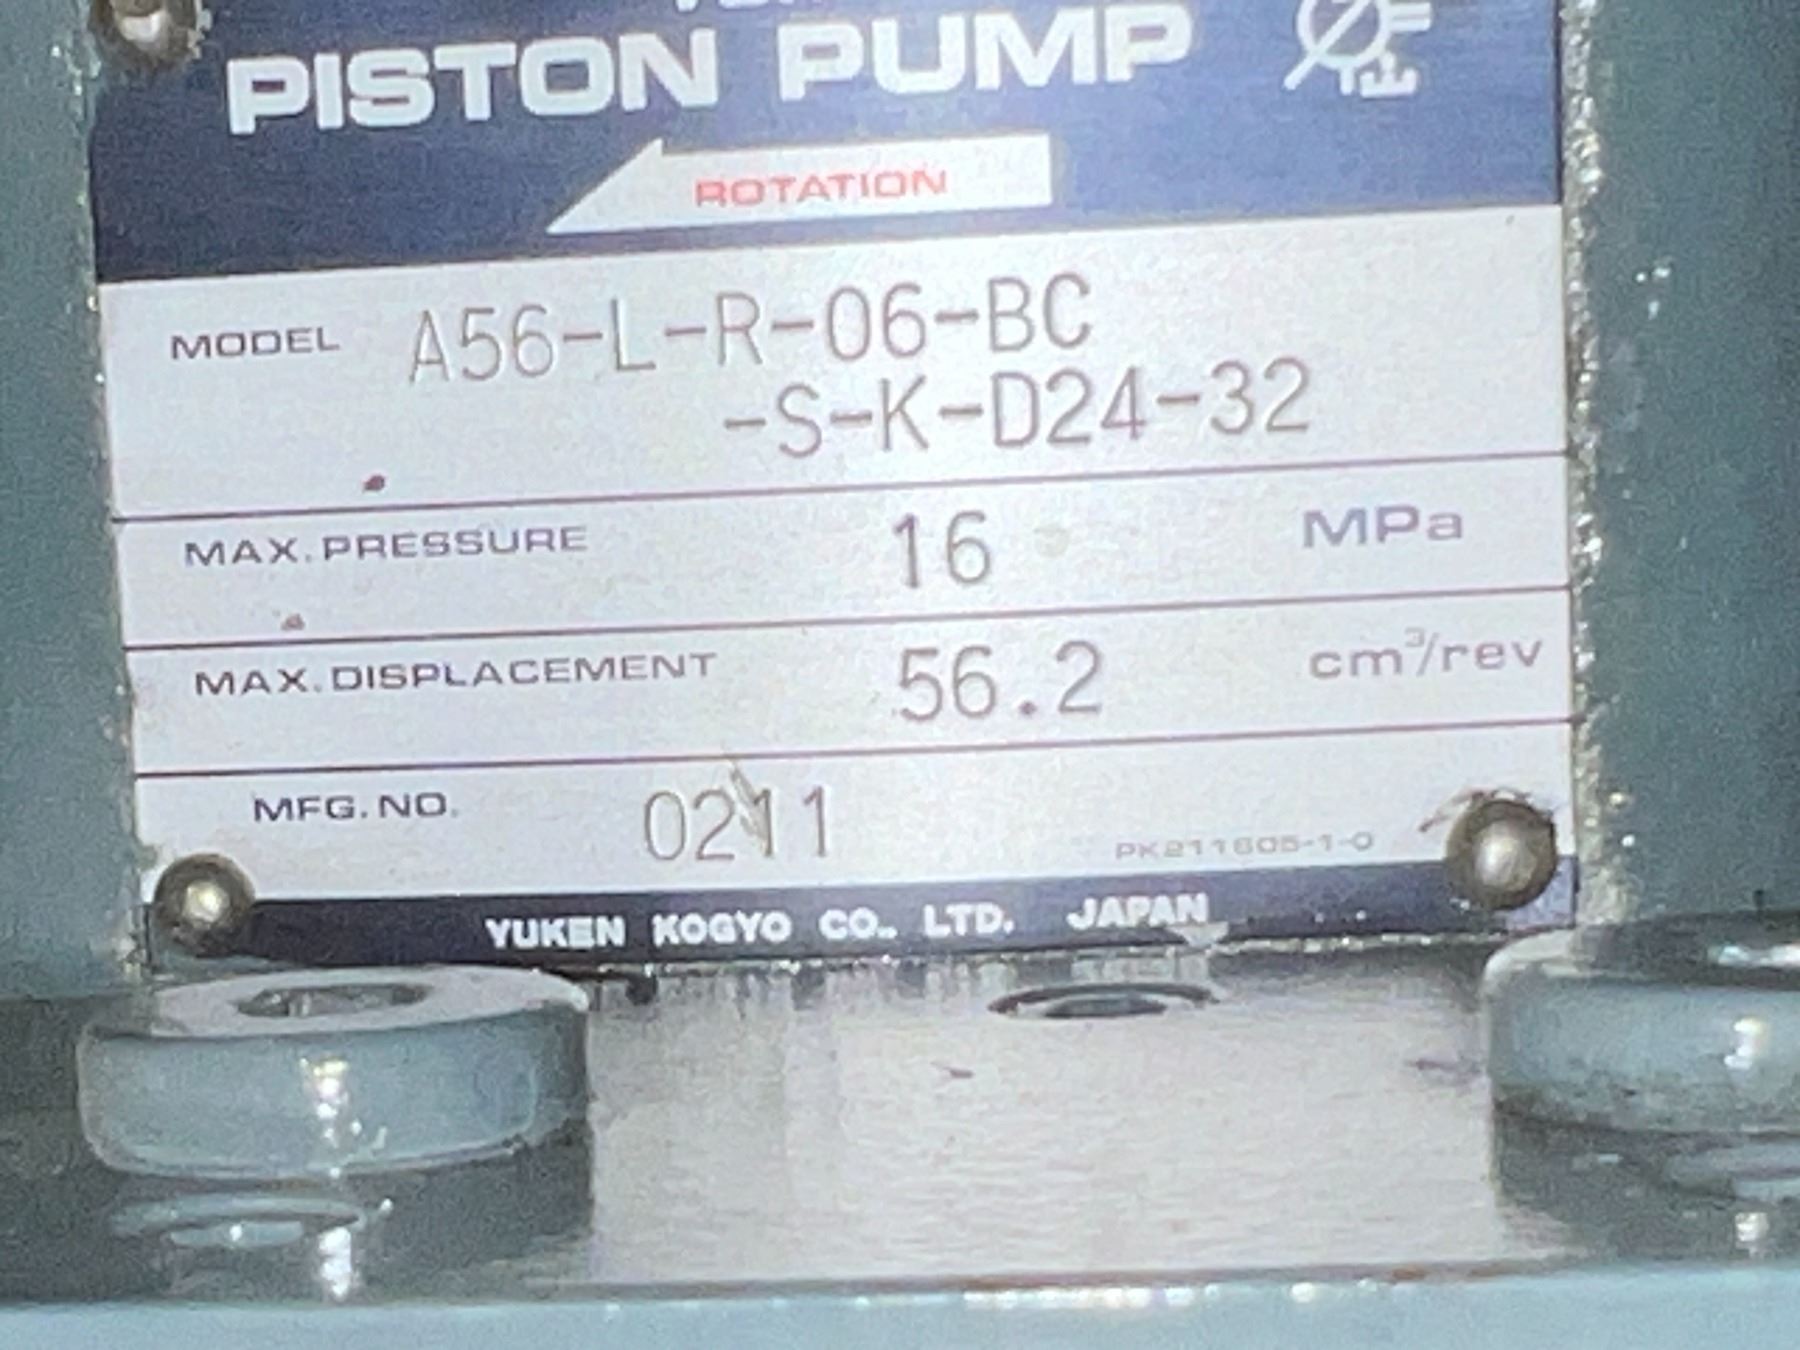 PISTON PUMP
ROTATION
MODEL A56-L-R-06-BC
-S-K-D24-32
MAX. PRESSURE 16 MPa
MAX. DISPLACEMENT 56.2 cm³/rev
MFG. NO. 0211
PK211805-1-0
YUKEN KOGYO CO., LTD. JAPAN